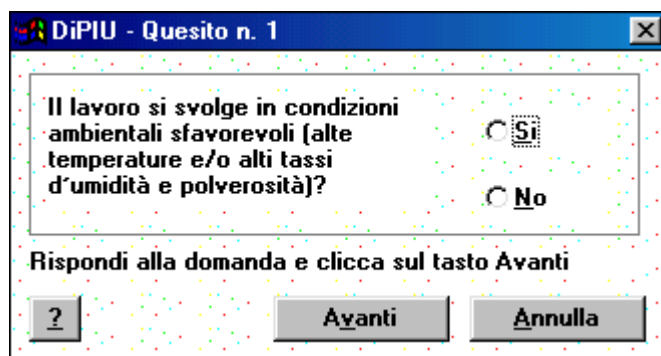 DiPIU - Quesito n. 1
Il lavoro si svolge in condizioni
ambientali sfavorevoli (alte
temperature e/o alti tassi
d'umidità e polverosità)?
Si
No
Rispondi alla domanda e clicca sul tasto Avanti
?
Avanti
Annulla